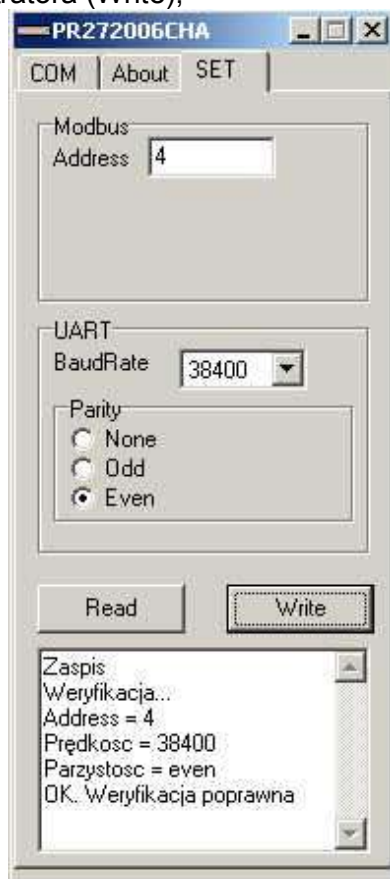 (Write),
PR272006CHA
COM About SET
Modbus
Address 4
UART
BaudRate 38400
Parity
None
Odd
Even
Read Write
Zaspis
Weryfikacja...
Address = 4
Prędkosc = 38400
Parzystosc = even
OK. Weryfikacja poprawna